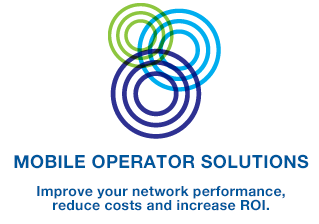 MOBILE OPERATOR SOLUTIONS
Improve your network performance,
reduce costs and increase ROI.